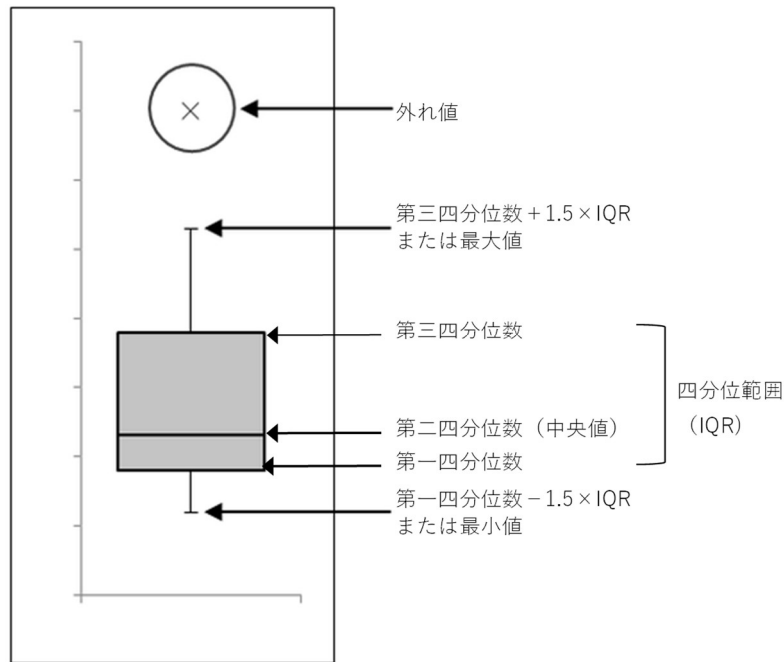 外れ値
第三四分位数+1.5×IQR
または最大値
第三四分位数
四分位範囲
(IQR)
第二四分位数(中央値)
第一四分位数
第一四分位数-1.5×IQR
または最小値